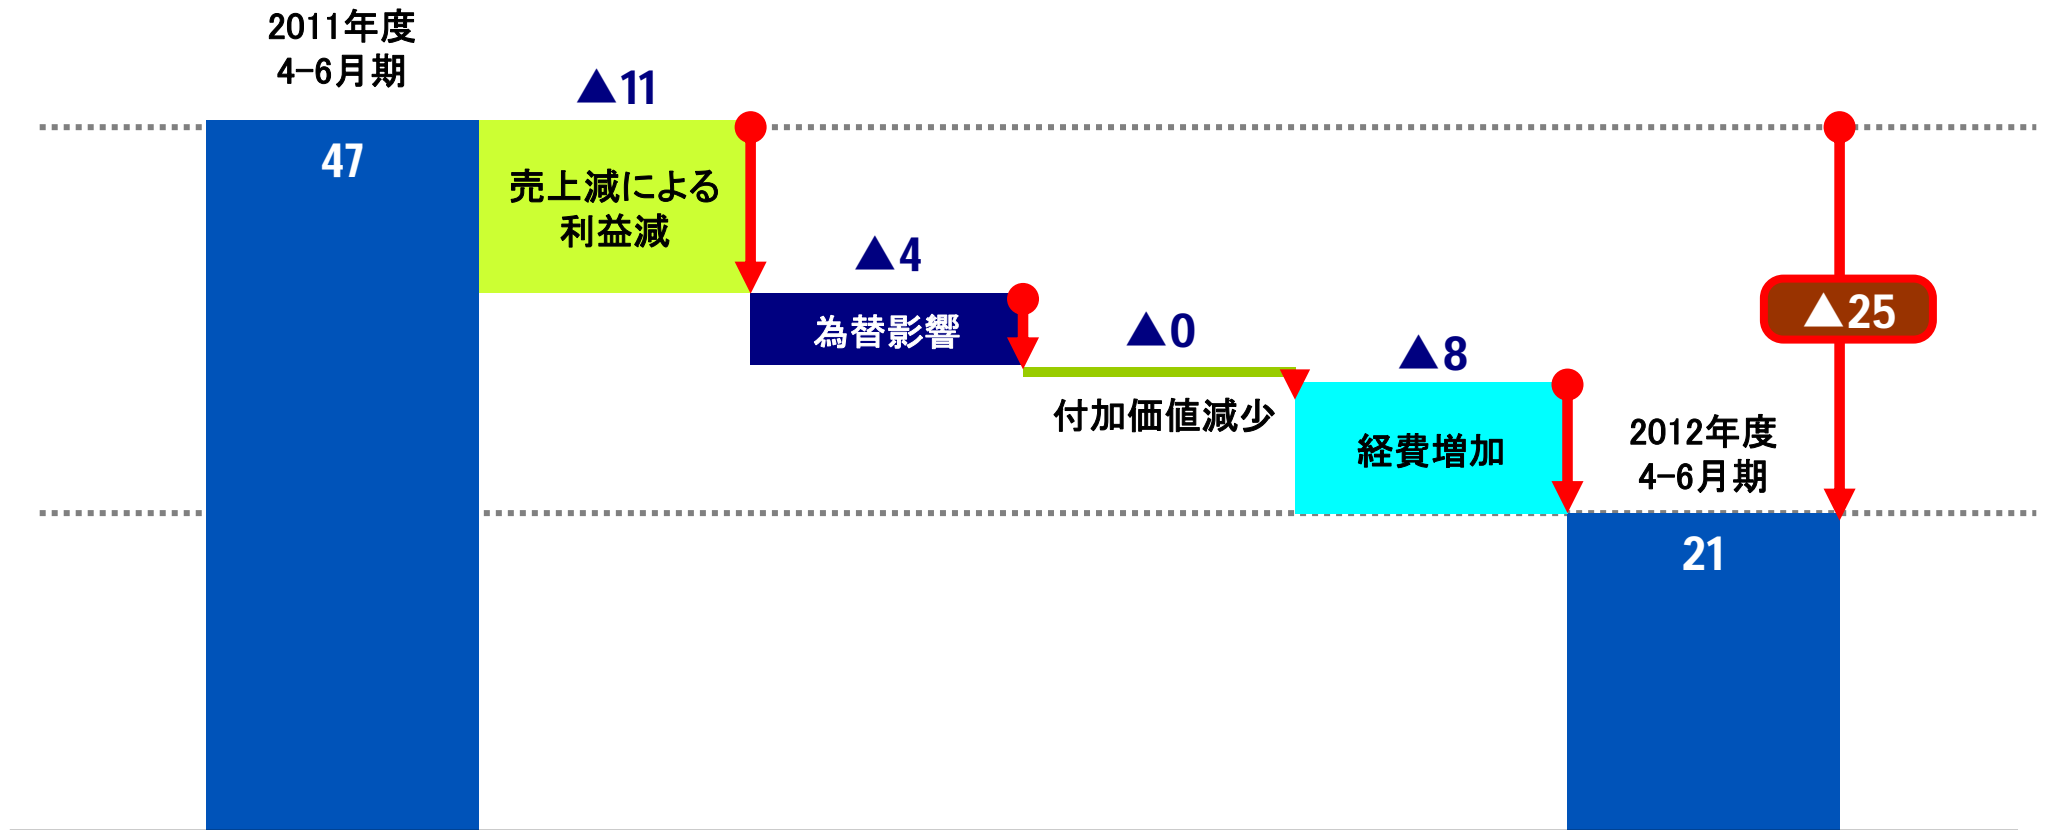 2011年度
4-6月期
47
▲11
売上減による
利益減
▲4
為替影響
▲0
付加価値減少
▲8
経費増加
2012年度
4-6月期
21
▲25